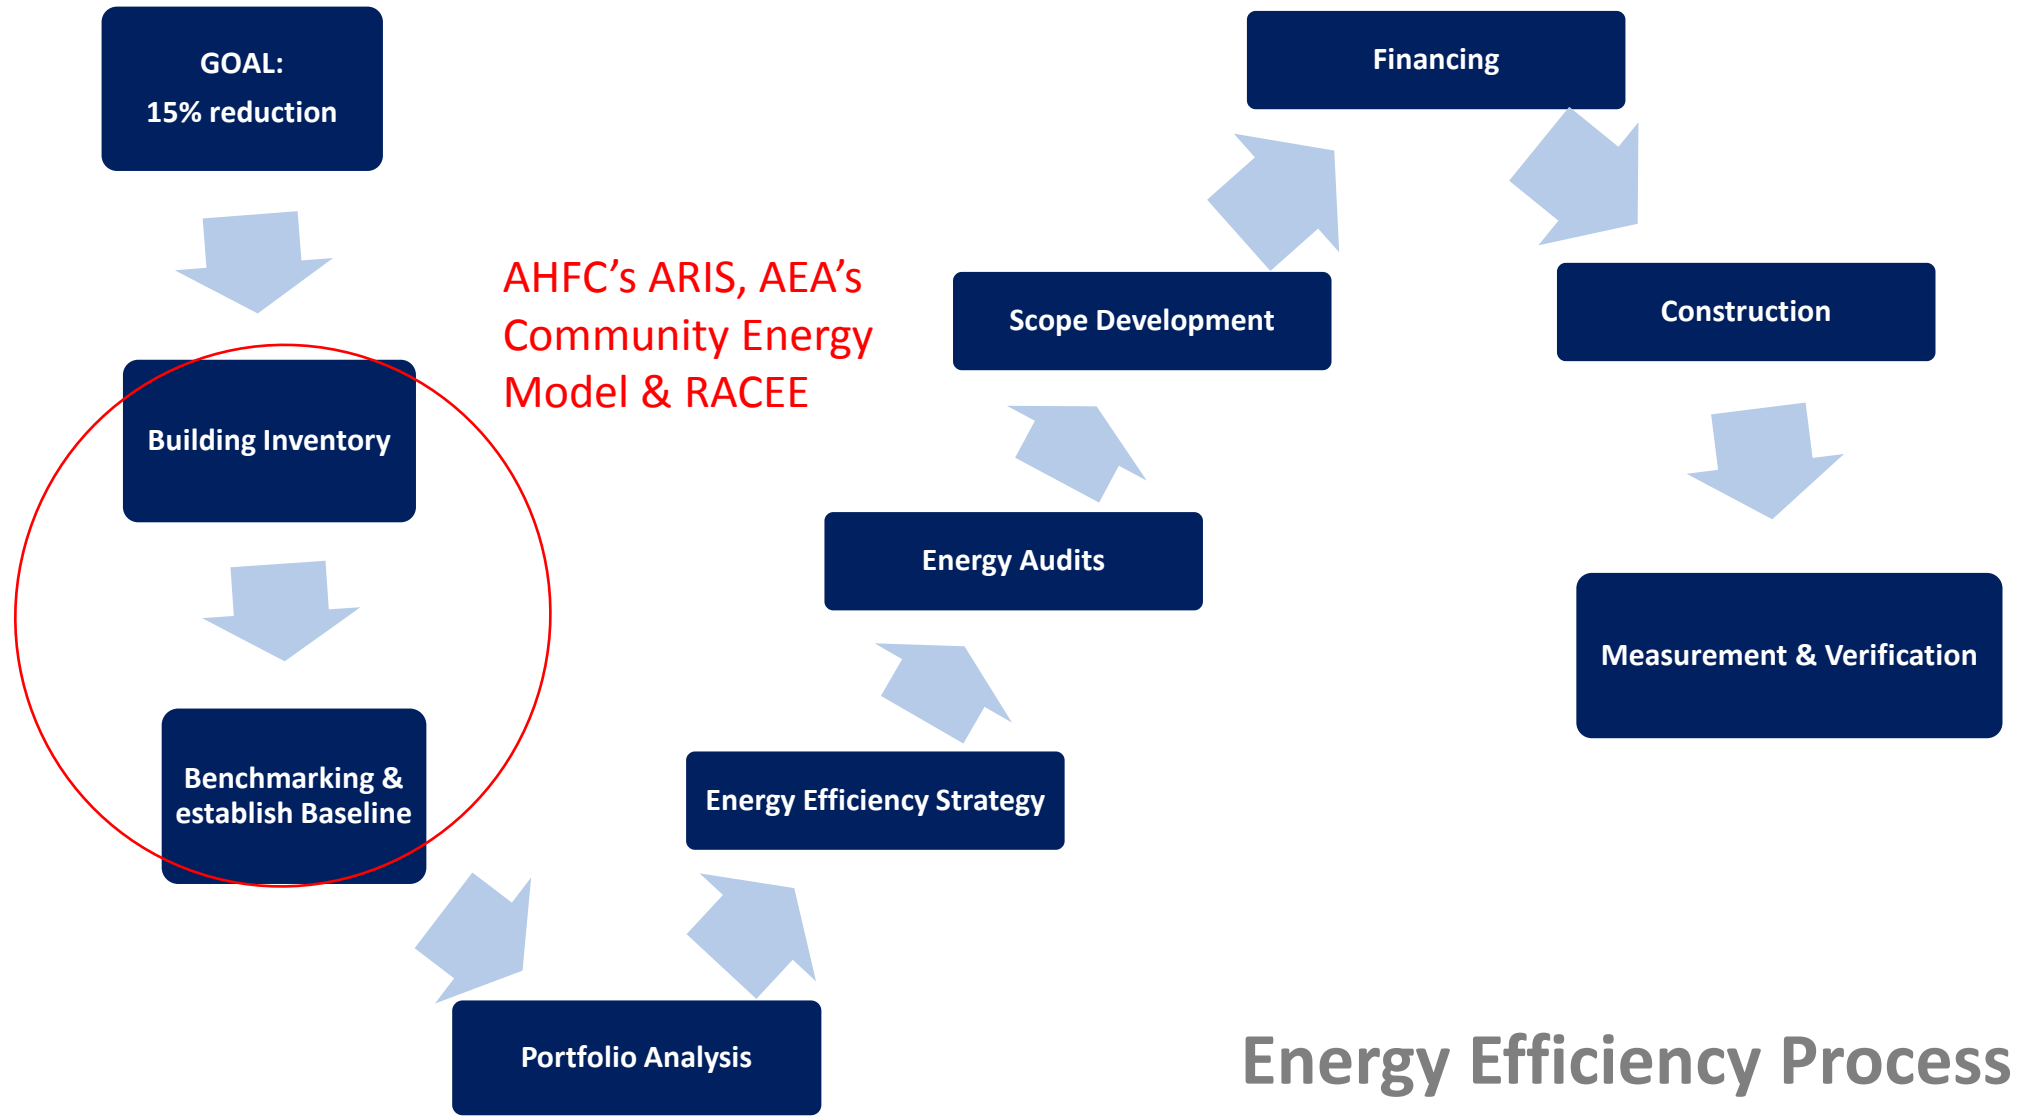 GOAL:
15% reduction
Building Inventory
Benchmarking &
establish Baseline
AHFC’s ARIS, AEA’s
Community Energy
Model & RACEE
Portfolio Analysis
Energy Efficiency Strategy
Energy Audits
Scope Development
Financing
Construction
Measurement & Verification
Energy Efficiency Process